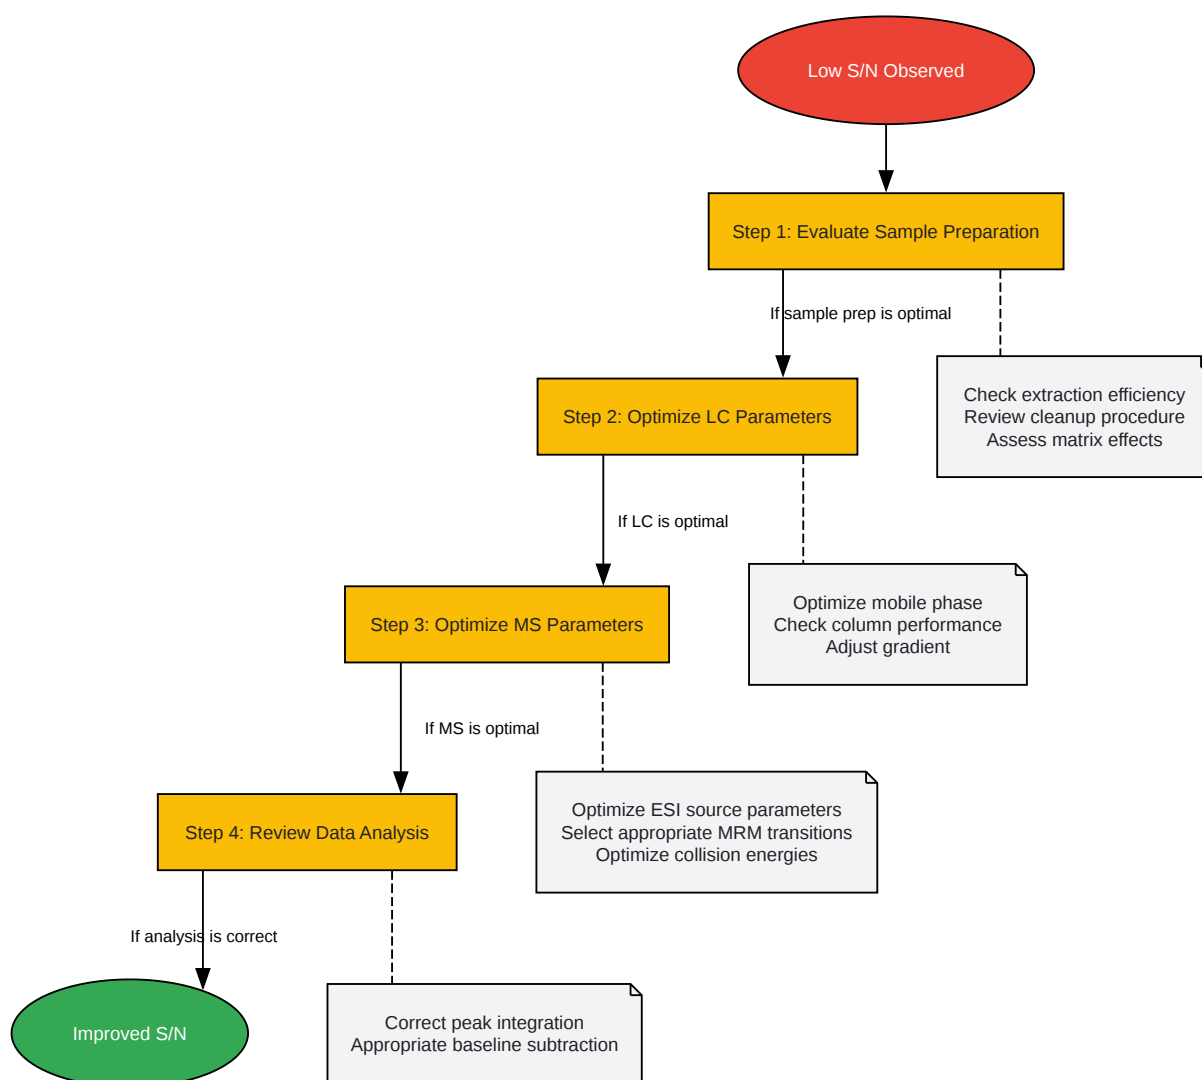 Low S/N Observed
Step 1: Evaluate Sample Preparation
If sample prep is optimal
Check extraction efficiency
Review cleanup procedure
Assess matrix effects
Step 2: Optimize LC Parameters
If LC is optimal
Optimize mobile phase
Check column performance
Adjust gradient
Step 3: Optimize MS Parameters
If MS is optimal
Optimize ESI source parameters
Select appropriate MRM transitions
Optimize collision energies
Step 4: Review Data Analysis
If analysis is correct
Correct peak integration
Appropriate baseline subtraction
Improved S/N